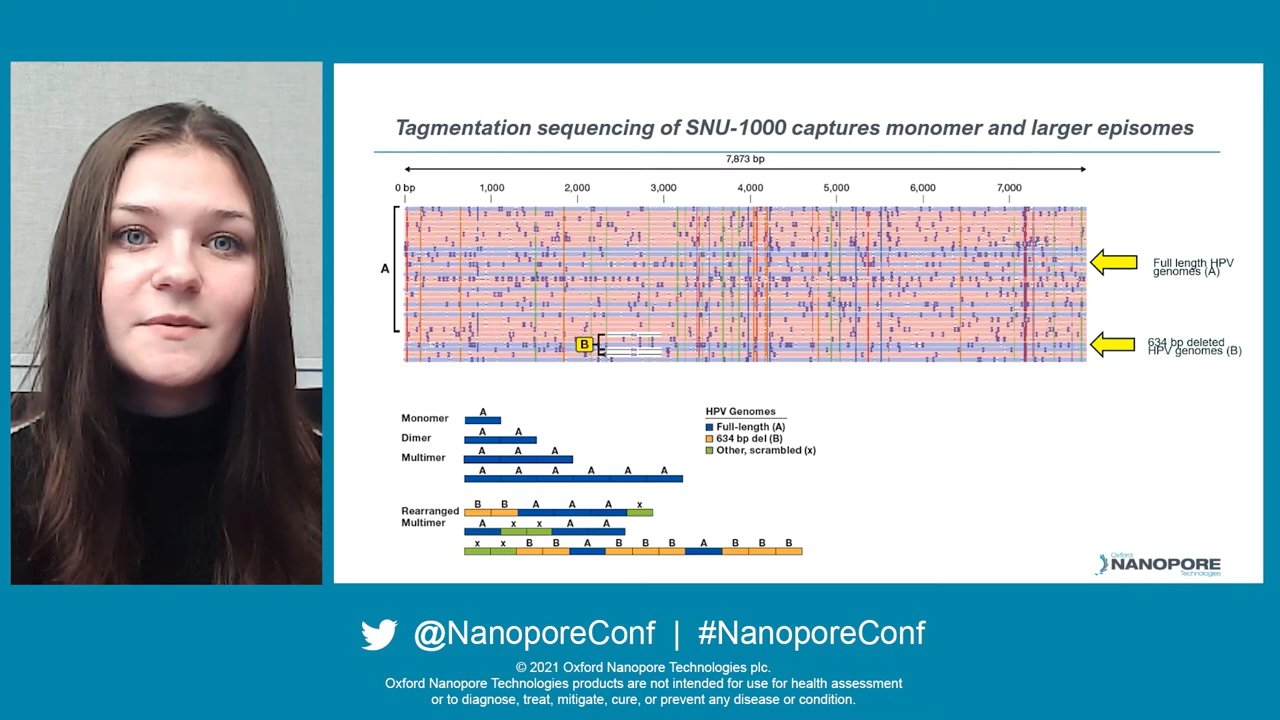 Tagmentation sequencing of SNU-1000 captures monomer and larger episomes
7,873 bp
0 bp 1,000 2,000 3,000 4,000 5,000 6,000 7,000
A
Full length HPV
genomes (A)
B
634 bp deleted
HPV genomes (B)
Monomer A
Dimer A A
Multimer A A A
A A A A A A
HPV Genomes
Full-length (A)
634 bp del (B)
Other, scrambled (x)
Rearranged B B A A A x
Multimer A x x A A
x x B B A B B B A B B B
Oxford
NANOPORE
Technologies
@NanoporeConf | #NanoporeConf
© 2021 Oxford Nanopore Technologies plc.
Oxford Nanopore Technologies products are not intended for use for health assessment
or to diagnose, treat, mitigate, cure, or prevent any disease or condition.